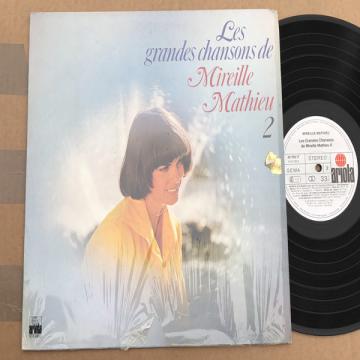 Les
grandes chansons de
Mireille
Mathieu
2
ariola
MIREILLE MATHIEU
Les Grandes Chansons
de Mireille Mathieu 2
STEREO
GEMA
33
ariola